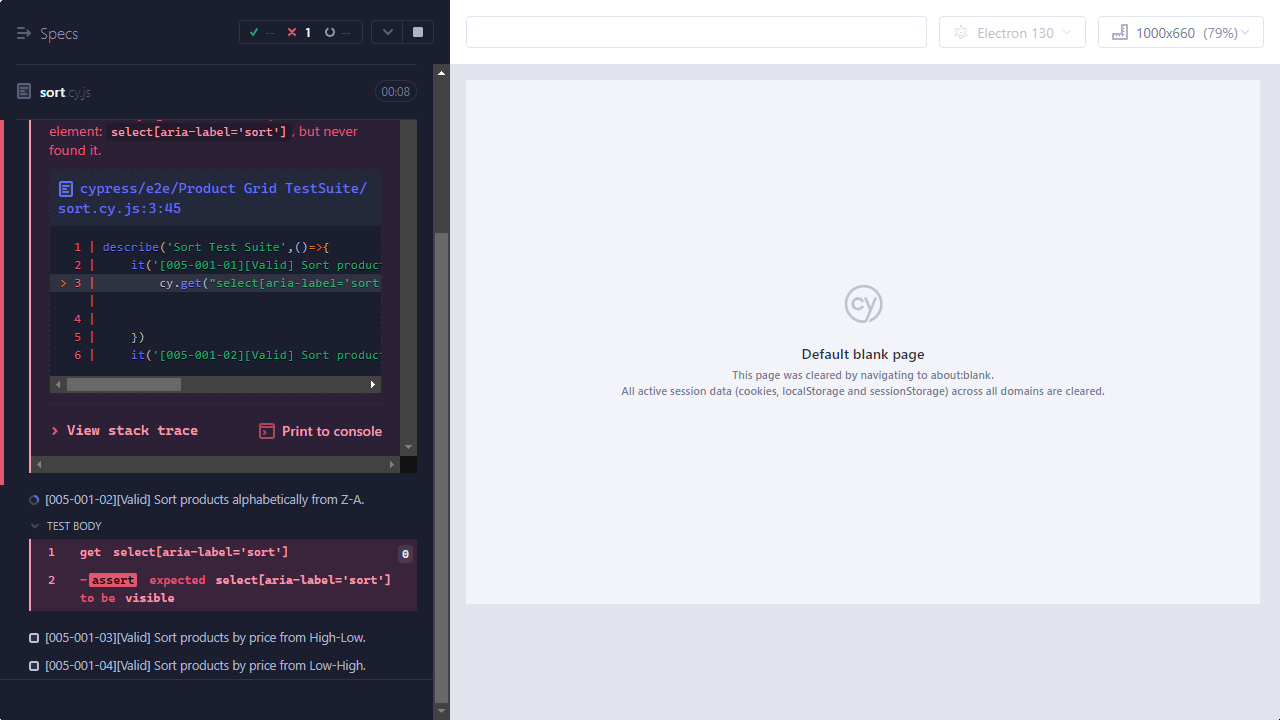 Specs
-- 1 --
Electron 130
1000x660 (79%)
sort.cy.js
00:08
element: select[aria-label='sort'], but never
found it.
cypress/e2e/Product Grid TestSuite/
sort.cy.js:3:45
1 | describe('Sort Test Suite',()=>{
2 | it('[005-001-01][Valid] Sort produc
> 3 | cy.get("select[aria-label='sort
|
4 |
5 | })
6 | it('[005-001-02][Valid] Sort produc
View stack trace
Print to console
[005-001-02][Valid] Sort products alphabetically from Z-A.
TEST BODY
1 get select[aria-label='sort'] 0
2 -assert expected select[aria-label='sort']
to be visible
[005-001-03][Valid] Sort products by price from High-Low.
[005-001-04][Valid] Sort products by price from Low-High.
cy
Default blank page
This page was cleared by navigating to about:blank.
All active session data (cookies, localStorage and sessionStorage) across all domains are cleared.